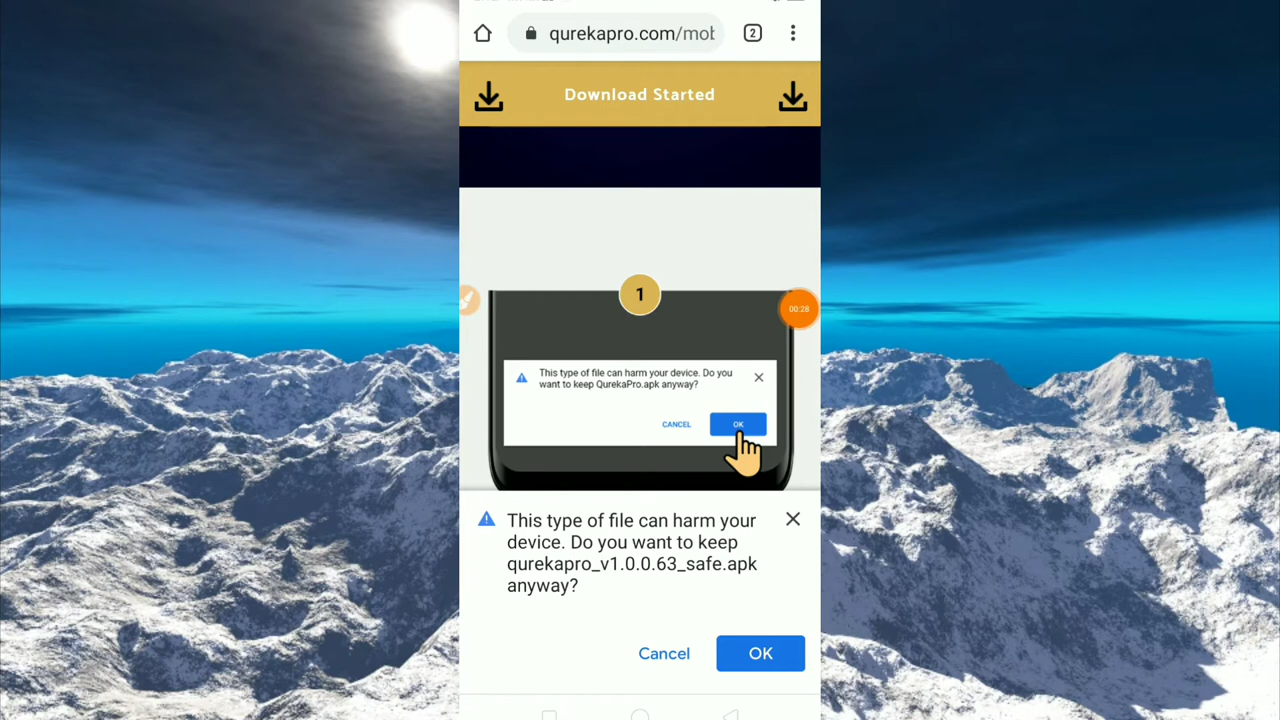 qurekapro.com/mot
2
Download Started
1
00:28
This type of file can harm your device. Do you
want to keep QurekaPro.apk anyway?
CANCEL
OK
This type of file can harm your
device. Do you want to keep
qurekapro_v1.0.0.63_safe.apk
anyway?
Cancel
OK